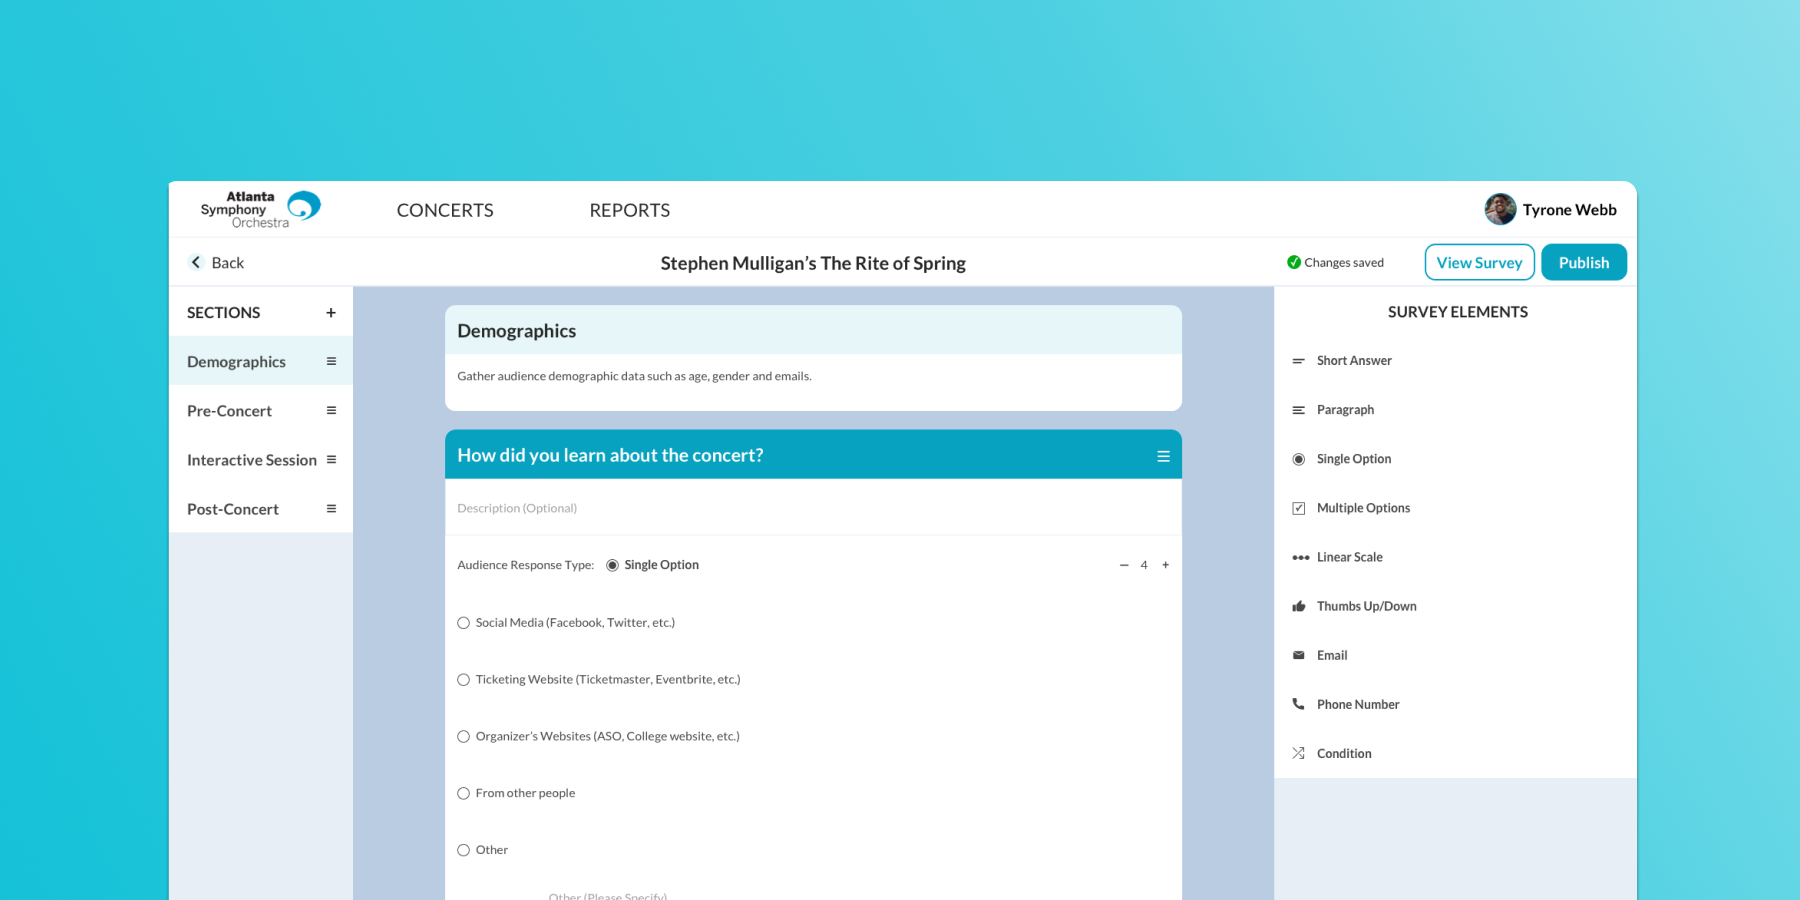 Atlanta
Symphony
Orchestra
CONCERTS
REPORTS
Tyrone Webb
Back
Stephen Mulligan’s The Rite of Spring
Changes saved
View Survey
Publish
SECTIONS
Demographics
Pre-Concert
Interactive Session
Post-Concert
Demographics
Gather audience demographic data such as age, gender and emails.
How did you learn about the concert?
Description (Optional)
Audience Response Type: Single Option
4
Social Media (Facebook, Twitter, etc.)
Ticketing Website (Ticketmaster, Eventbrite, etc.)
Organizer’s Websites (ASO, College website, etc.)
From other people
Other
Other (Please Specify)
SURVEY ELEMENTS
Short Answer
Paragraph
Single Option
Multiple Options
Linear Scale
Thumbs Up/Down
Email
Phone Number
Condition